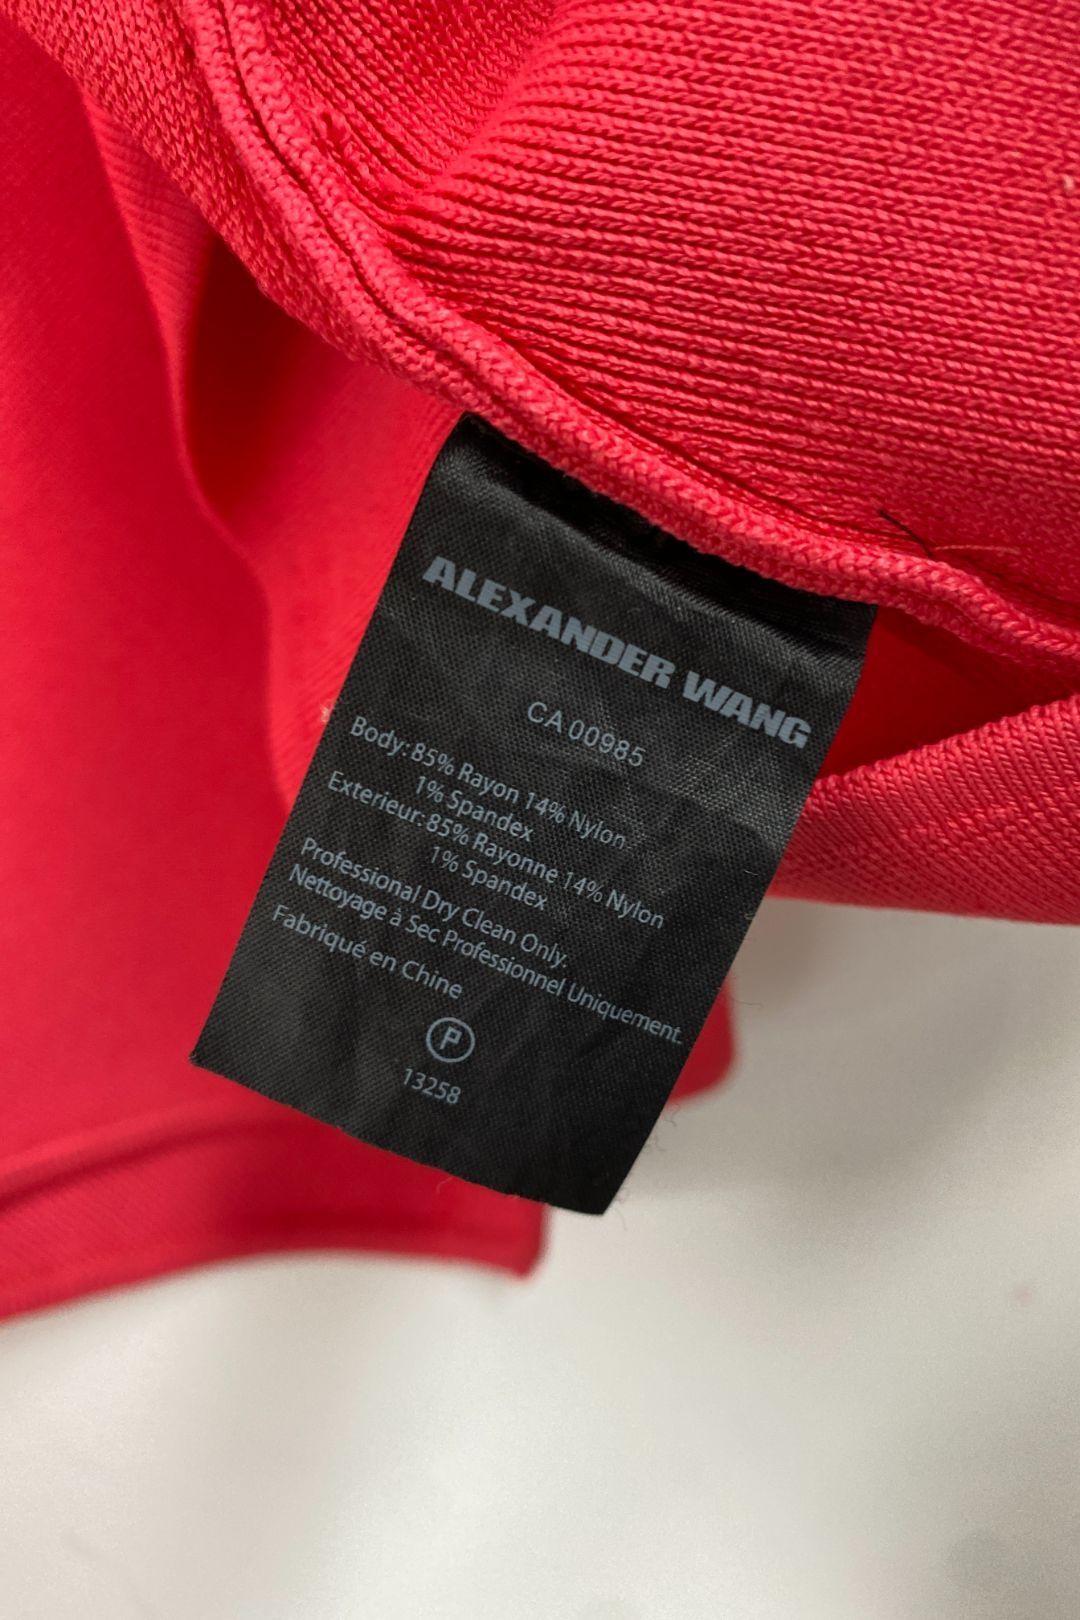 ALEXANDER WANG
CA 00985
Body: 85% Rayon 14% Nylon
1% Spandex
Exterieur: 85% Rayonne 14% Nylon
1% Spandex
Professional Dry Clean Only.
Nettoyage à Sec Professionnel Uniquement.
Fabriqué en Chine
P
13258